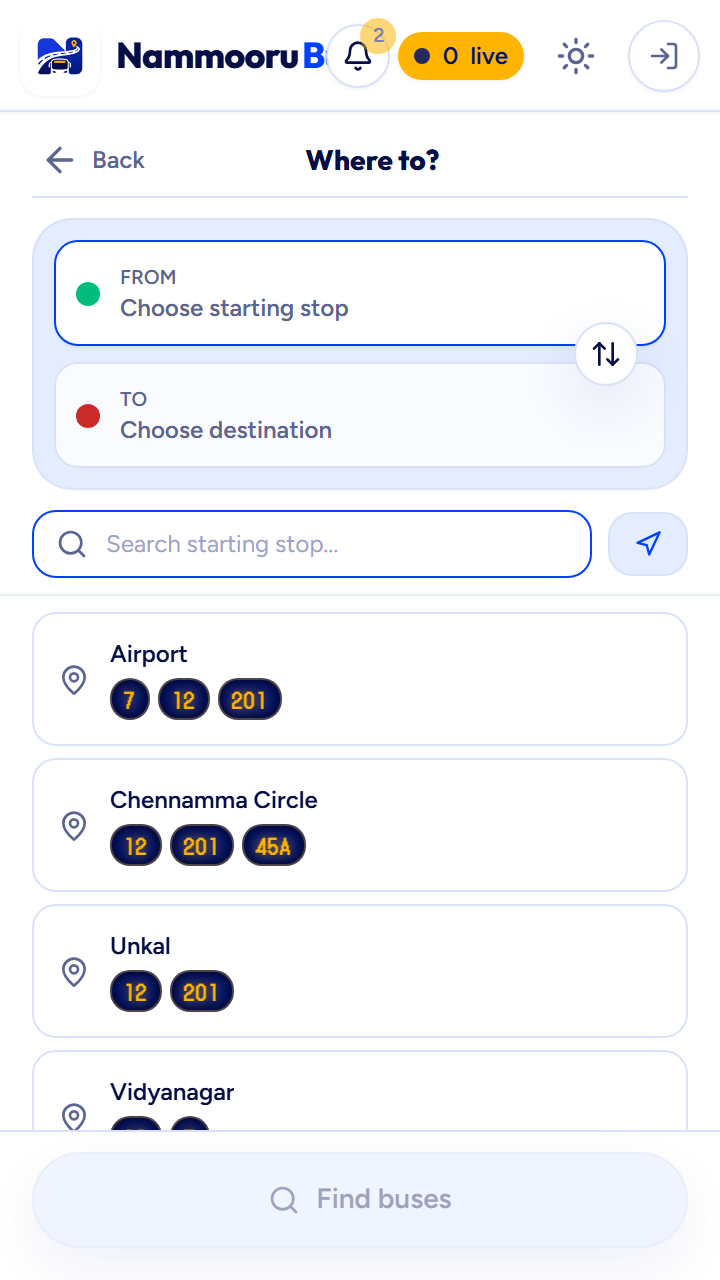 Nammooru B
2
0 live
Back
Where to?
FROM
Choose starting stop
TO
Choose destination
Search starting stop...
Airport
7 12 201
Chennamma Circle
12 201 45A
Unkal
12 201
Vidyanagar
Find buses